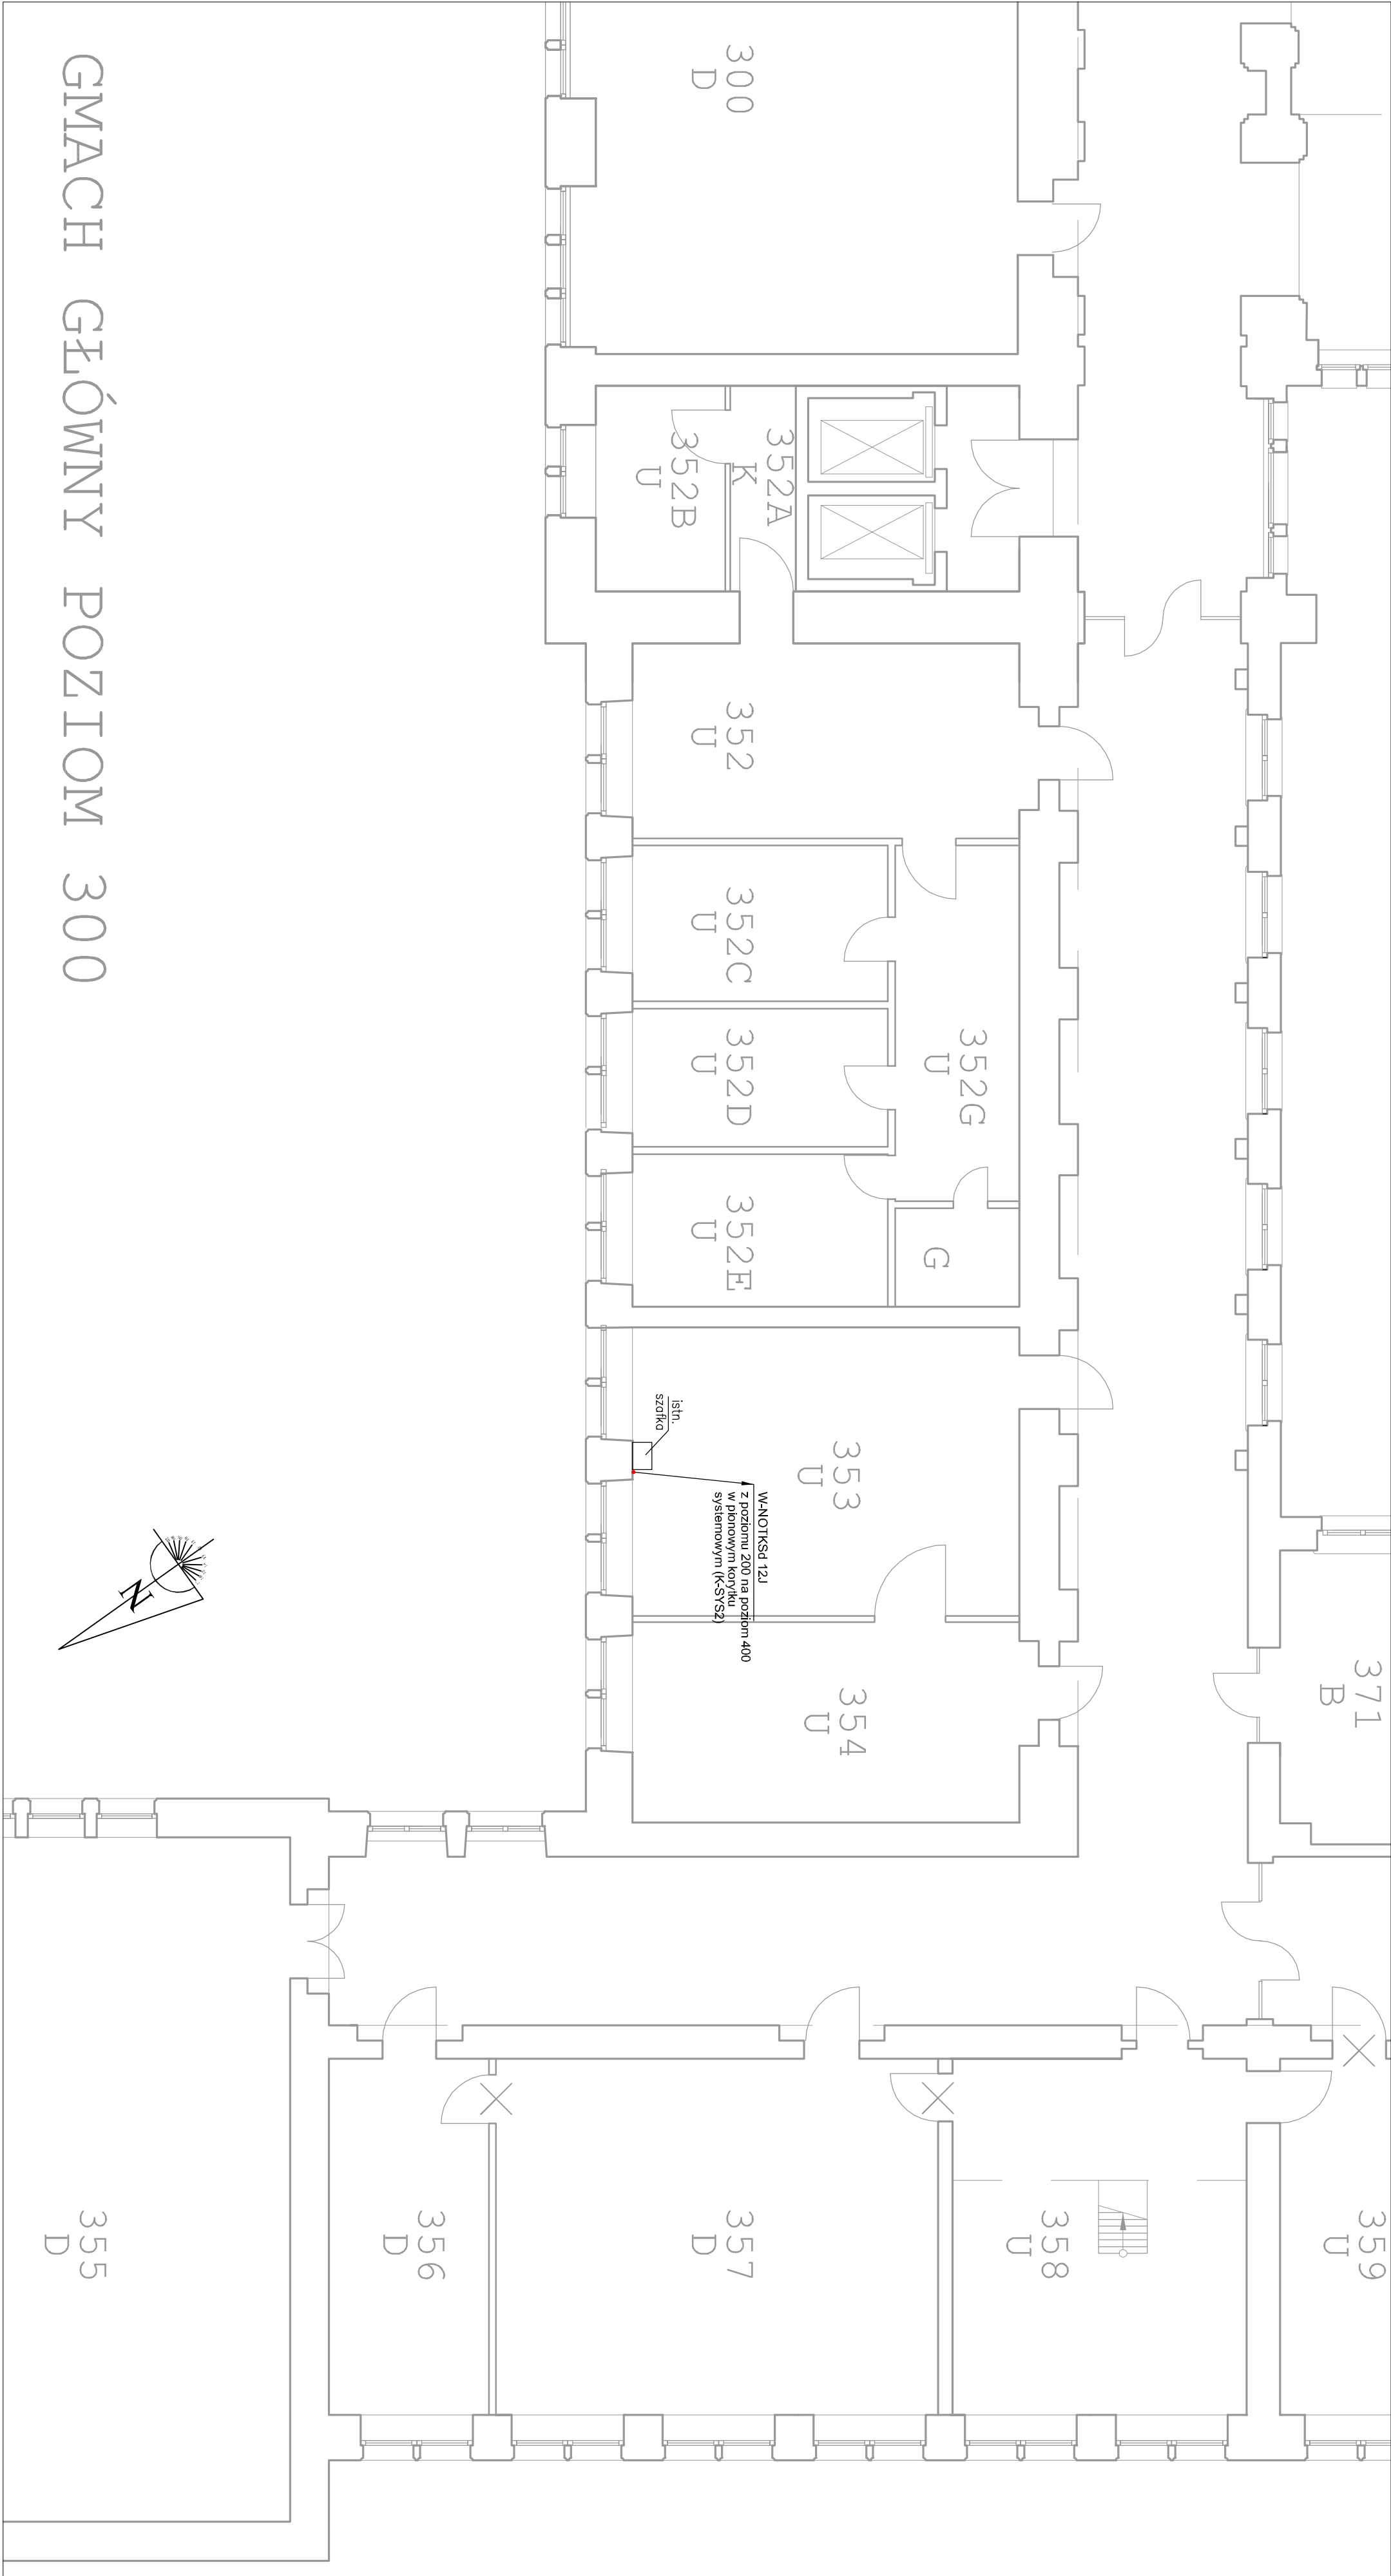 GMACH GŁÓWNY POZIOM 300
300
D
352A
K
352B
U
352
U
352C
U
352D
U
352E
U
352G
U
G
353
U
istn.
szafka
W-NOTKSd 12J
z poziomu 200 na poziom 400
w pionowym korytku
systemowym (K-SYS2)
354
U
371
B
N
355
D
356
D
357
D
358
U
359
U